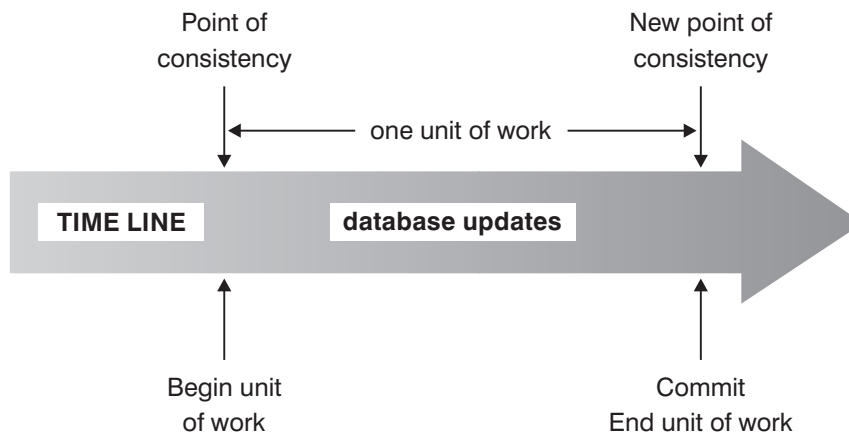 Point of
consistency
New point of
consistency
one unit of work
TIME LINE
database updates
Begin unit
of work
Commit
End unit of work